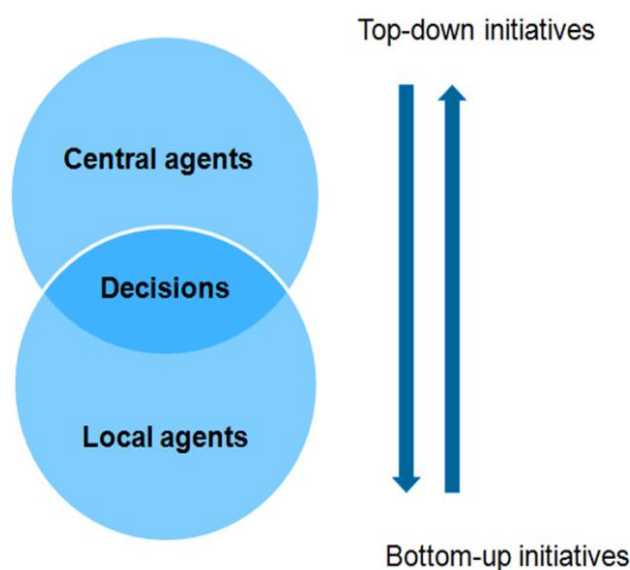 Top-down initiatives
Central agents
Decisions
Local agents
Bottom-up initiatives